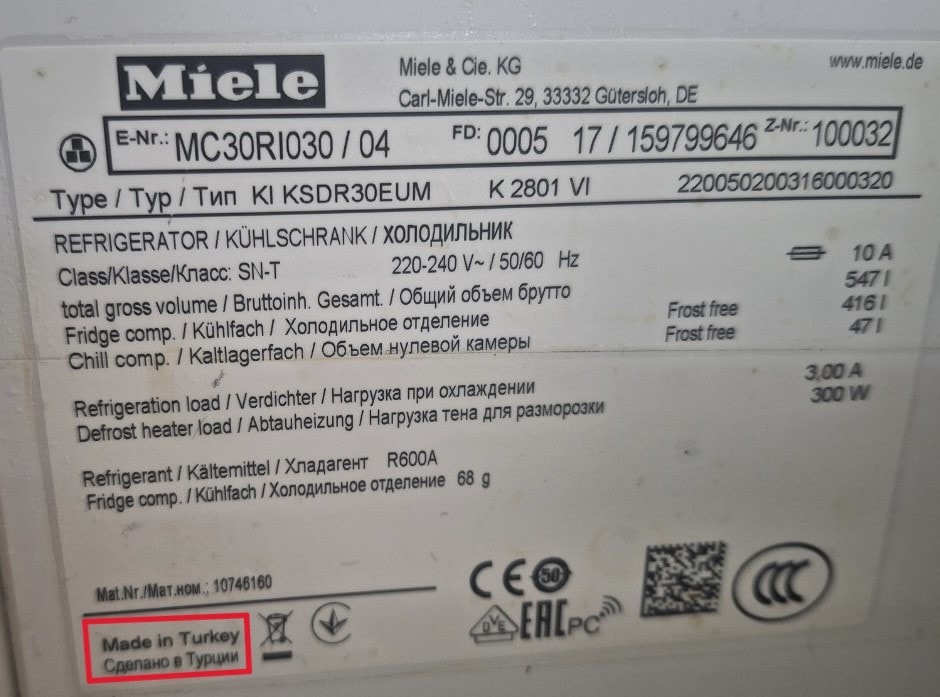 Miele
Miele & Cie. KG
Carl-Miele-Str. 29, 33332 Gütersloh, DE
www.miele.de
E-Nr.: MC30RI030 / 04 FD: 0005 17 / 159799646 Z-Nr.: 100032
Type / Typ / Тип KI KSDR30EUM K 2801 VI 220050200316000320
REFRIGERATOR / KÜHLSCHRANK / ХОЛОДИЛЬНИК
Class/Klasse/Класс: SN-T 220-240 V~ / 50/60 Hz 10 A
total gross volume / Bruttoinh. Gesamt. / Общий объем брутто 547 l
Fridge comp. / Kühlfach / Холодильное отделение Frost free 416 l
Chill comp. / Kaltlagerfach / Объем нулевой камеры Frost free 47 l
Refrigeration load / Verdichter / Нагрузка при охлаждении 3,00 A
Defrost heater load / Abtauheizung / Нагрузка тена для разморозки 300 W
Refrigerant / Kältemittel / Хладагент R600A
Fridge comp. / Kühlfach / Холодильное отделение 68 g
Mat.Nr./Мат.ном.: 10746160
Made in Turkey
Сделано в Турции
CE 50
DVE EAC PC
CCC